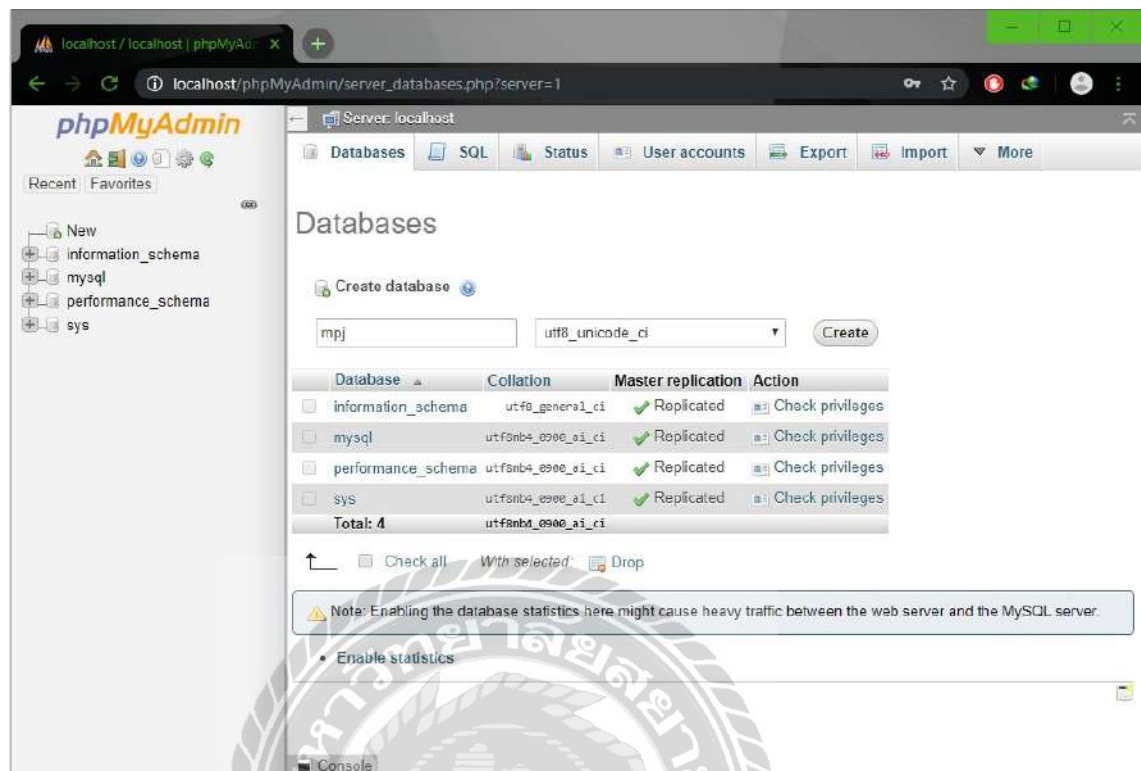 localhost / localhost | phpMyAd
localhost/phpMyAdmin/server_databases.php?server=1
phpMyAdmin
Server: localhost
Databases SQL Status User accounts Export Import More
Recent Favorites
New
information_schema
mysql
performance_schema
sys
Databases
Create database
mpj utf8_unicode_ci Create
Database Collation Master replication Action
information_schema utf8_general_ci Replicated Check privileges
mysql utf8mb4_0900_ai_ci Replicated Check privileges
performance_schema utf8mb4_0900_ai_ci Replicated Check privileges
sys utf8mb4_0900_ai_ci Replicated Check privileges
Total: 4 utf8mb4_0900_ai_ci
Check all With selected: Drop
Note: Enabling the database statistics here might cause heavy traffic between the web server and the MySQL server.
Enable statistics
Console